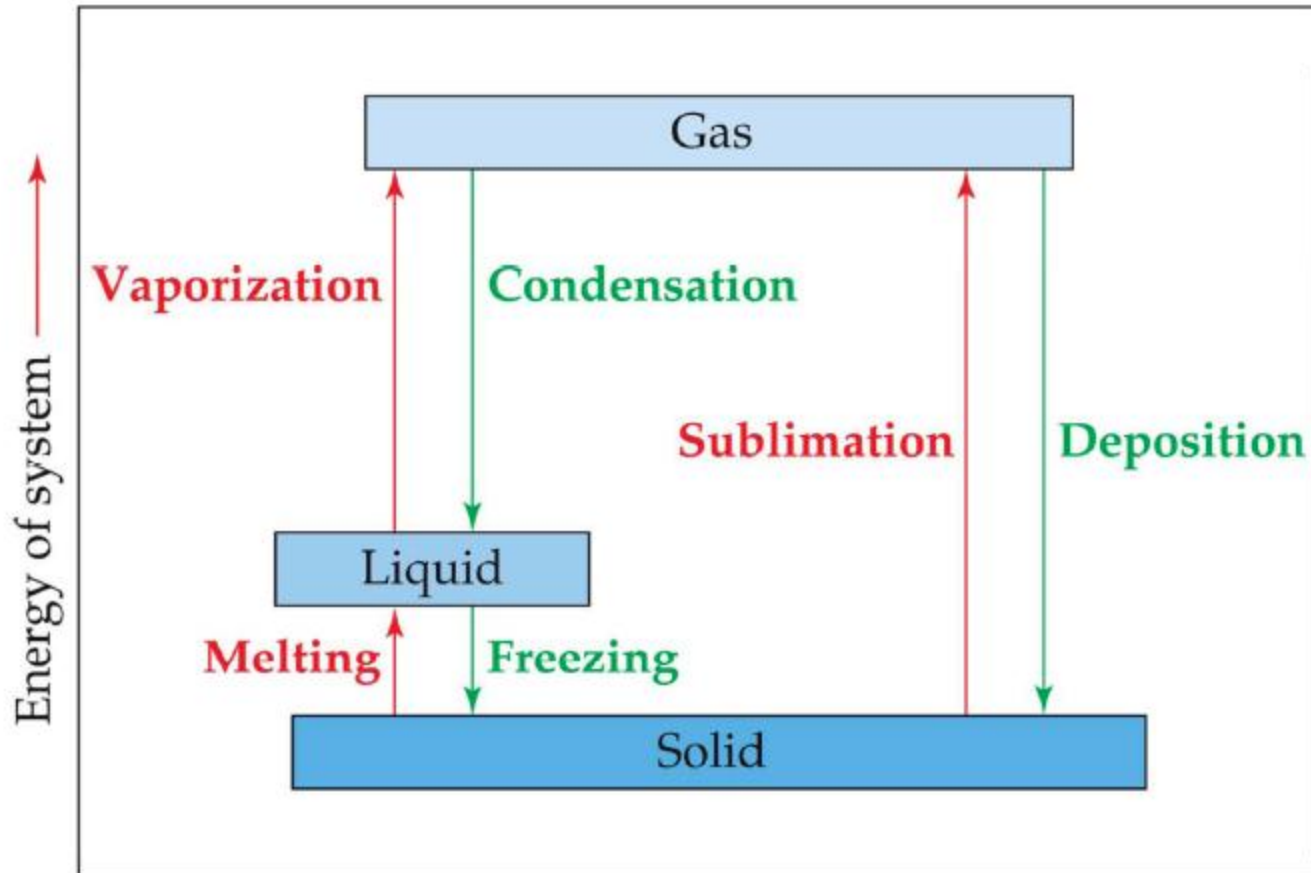 Energy of system
Gas
Vaporization
Condensation
Sublimation
Deposition
Liquid
Melting
Freezing
Solid